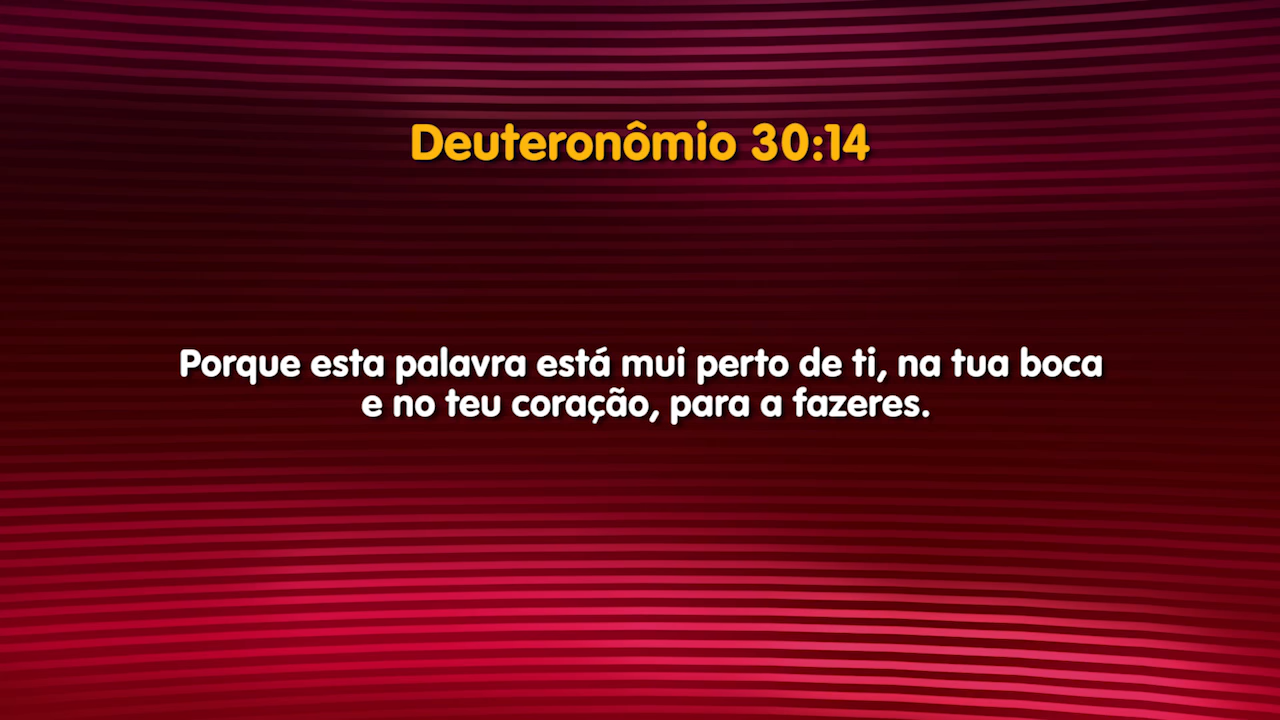 Deuteronômio 30:14
Porque esta palavra está mui perto de ti, na tua boca
e no teu coração, para a fazeres.